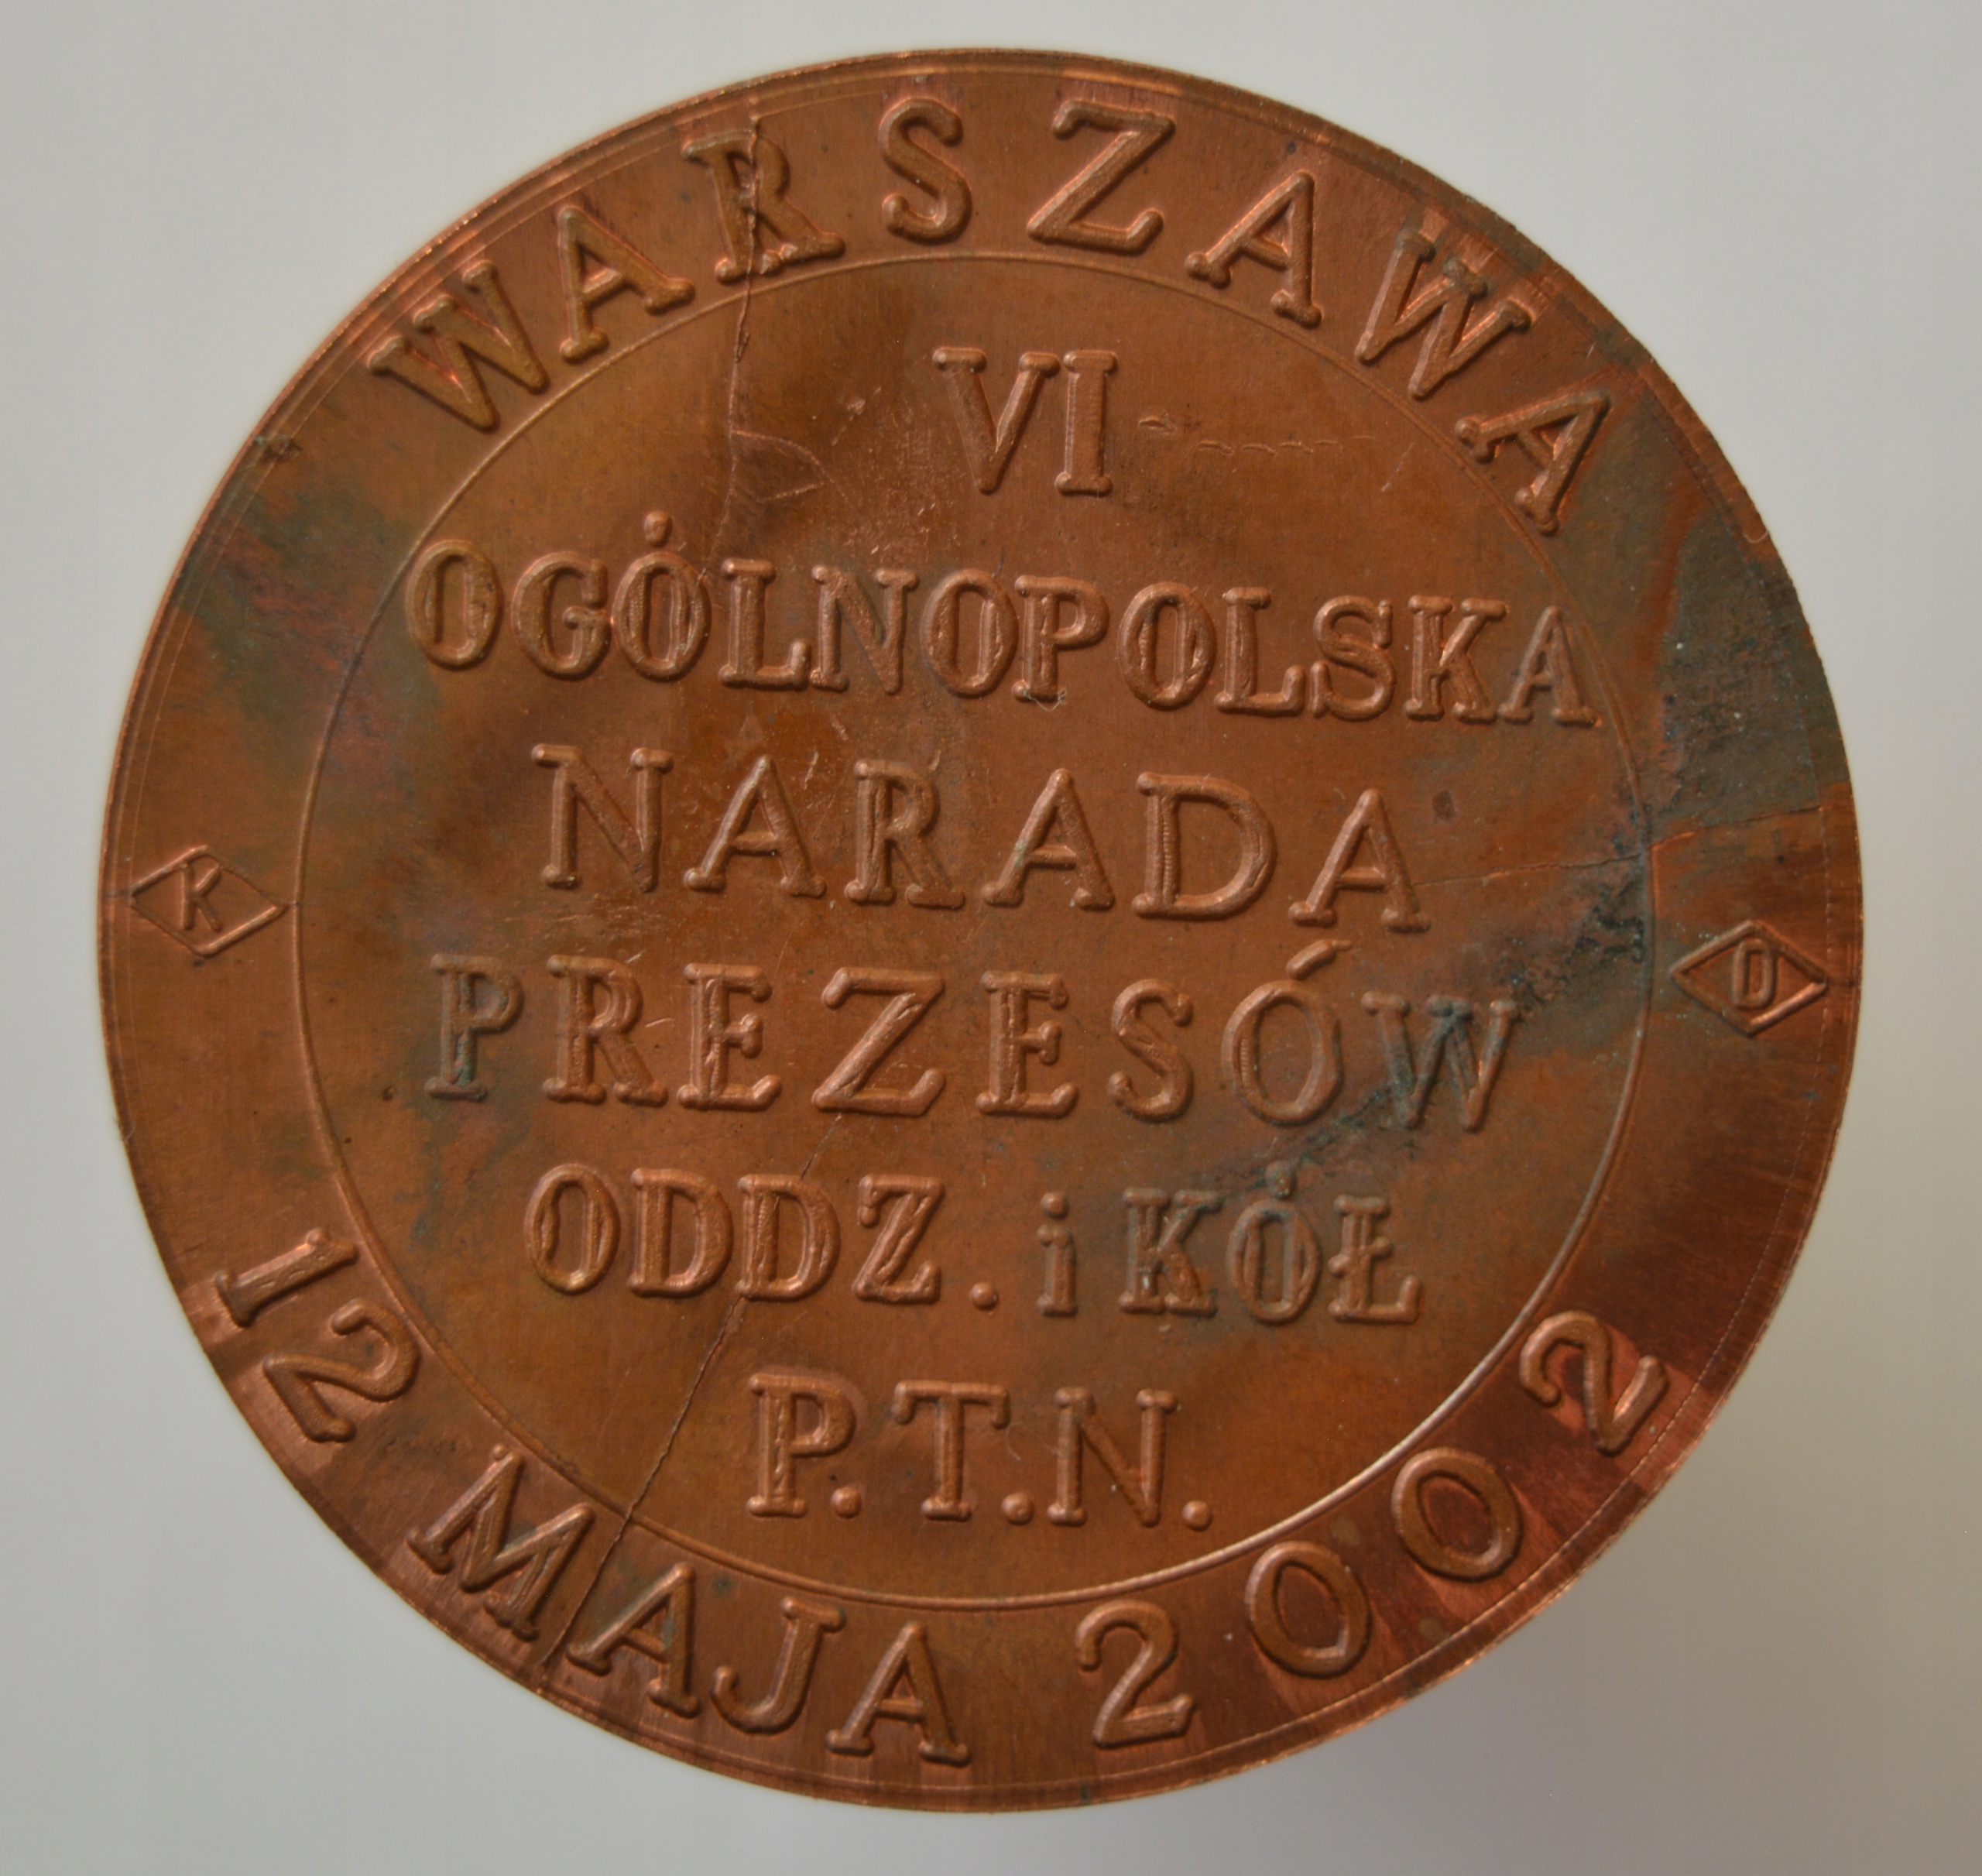 WARSZAWA
VI
OGÓLNOPOLSKA
NARADA
PREZESÓW
ODDZ. i KÓŁ
P.T.N.
K
D
12 MAJA 2002